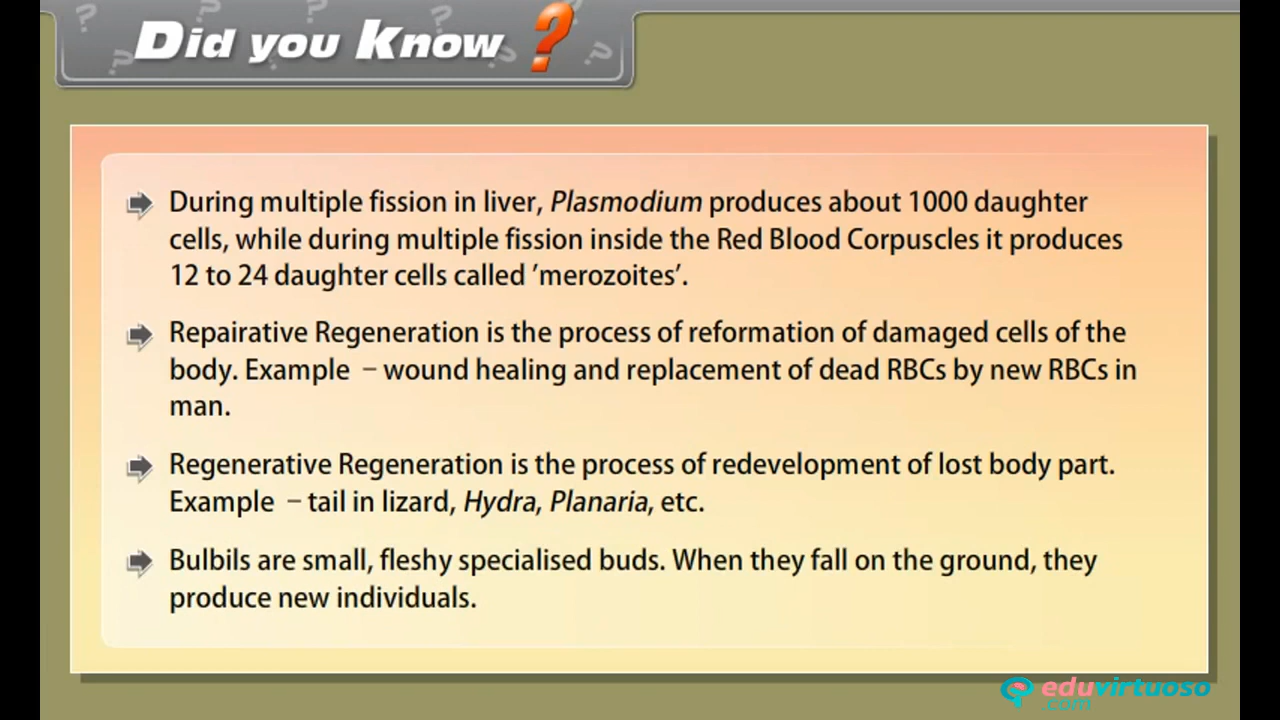 Did you Know ?
During multiple fission in liver, Plasmodium produces about 1000 daughter
cells, while during multiple fission inside the Red Blood Corpuscles it produces
12 to 24 daughter cells called ’merozoites’.
Repairative Regeneration is the process of reformation of damaged cells of the
body. Example – wound healing and replacement of dead RBCs by new RBCs in
man.
Regenerative Regeneration is the process of redevelopment of lost body part.
Example – tail in lizard, Hydra, Planaria, etc.
Bulbils are small, fleshy specialised buds. When they fall on the ground, they
produce new individuals.
eduvirtuoso
.com